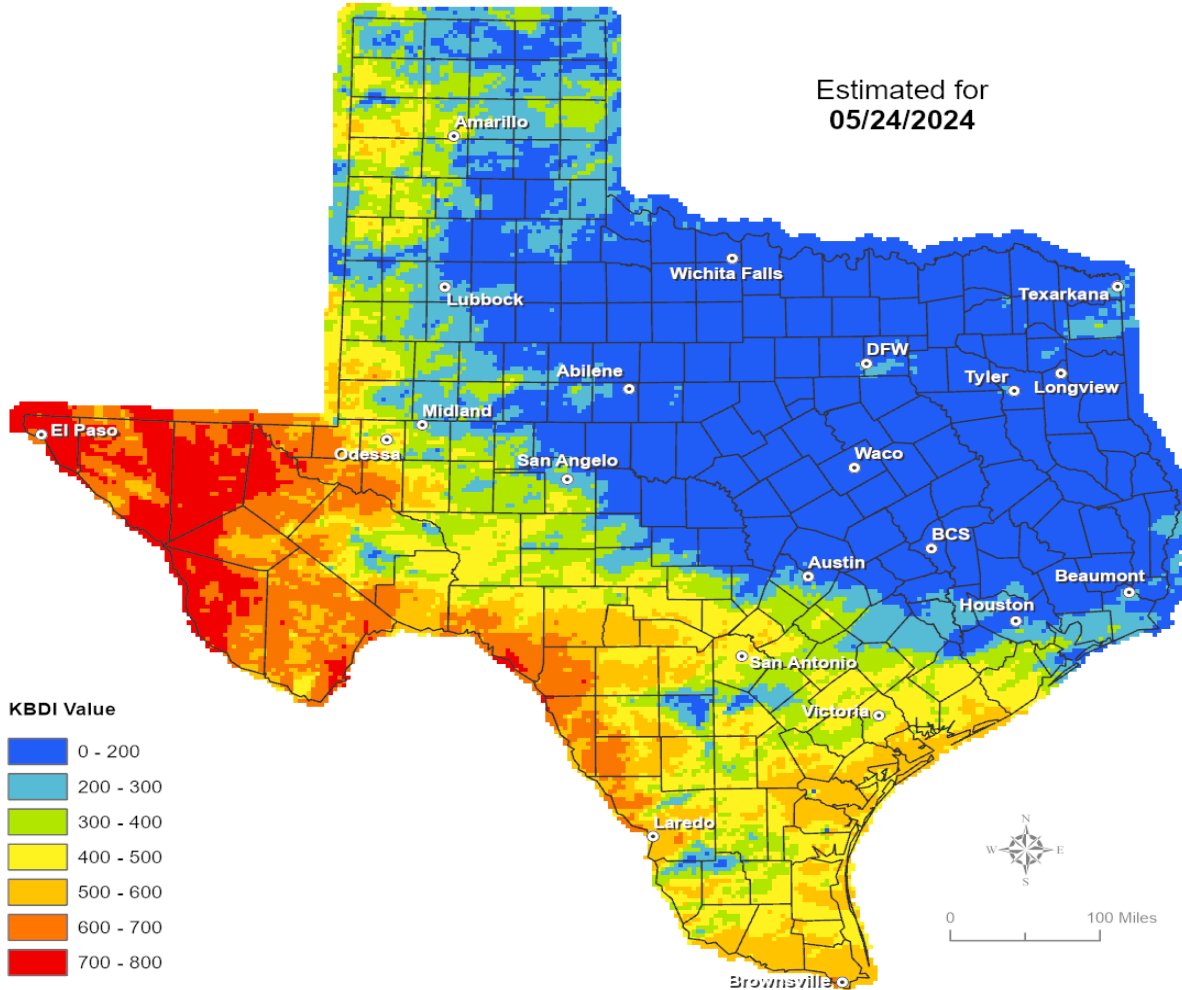 Estimated for
05/24/2024
Amarillo
Wichita Falls
Lubbock
Texarkana
DFW
Abilene
Tyler
Longview
Midland
El Paso
Odessa
San Angelo
Waco
BCS
Austin
Beaumont
Houston
San Antonio
Victoria
Laredo
Brownsville
KBDI Value
0 - 200
200 - 300
300 - 400
400 - 500
500 - 600
600 - 700
700 - 800
N
W E
S
0 100 Miles